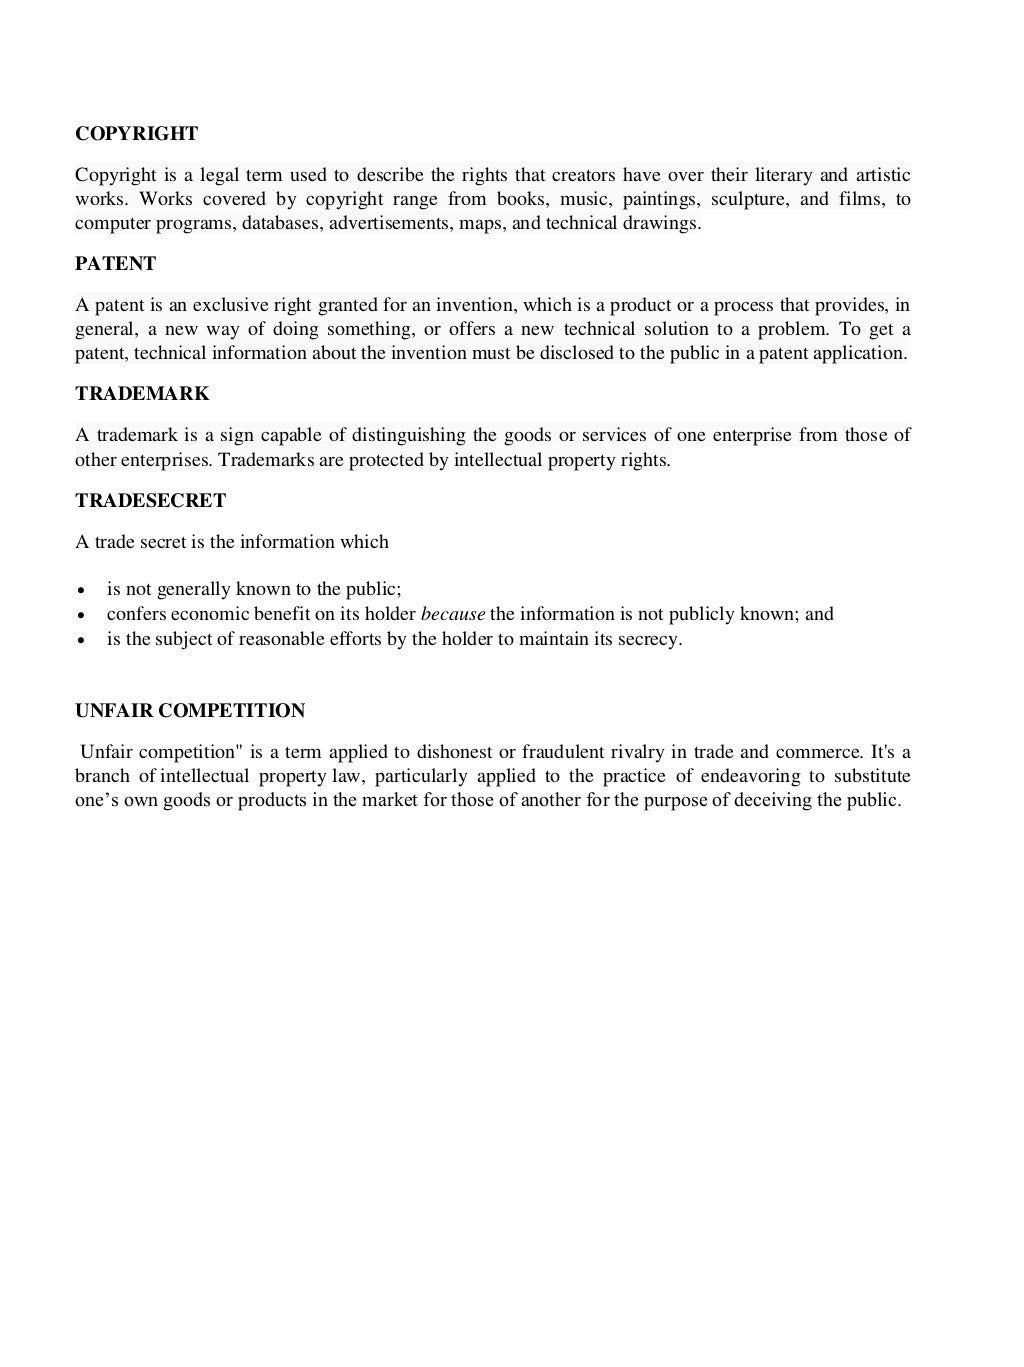 COPYRIGHT
Copyright is a legal term used to describe the rights that creators have over their literary and artistic
works. Works covered by copyright range from books, music, paintings, sculpture, and films, to
computer programs, databases, advertisements, maps, and technical drawings.
PATENT
A patent is an exclusive right granted for an invention, which is a product or a process that provides, in
general, a new way of doing something, or offers a new technical solution to a problem. To get a
patent, technical information about the invention must be disclosed to the public in a patent application.
TRADEMARK
A trademark is a sign capable of distinguishing the goods or services of one enterprise from those of
other enterprises. Trademarks are protected by intellectual property rights.
TRADESECRET
A trade secret is the information which
• is not generally known to the public;
• confers economic benefit on its holder because the information is not publicly known; and
• is the subject of reasonable efforts by the holder to maintain its secrecy.
UNFAIR COMPETITION
Unfair competition" is a term applied to dishonest or fraudulent rivalry in trade and commerce. It's a
branch of intellectual property law, particularly applied to the practice of endeavoring to substitute
one’s own goods or products in the market for those of another for the purpose of deceiving the public.